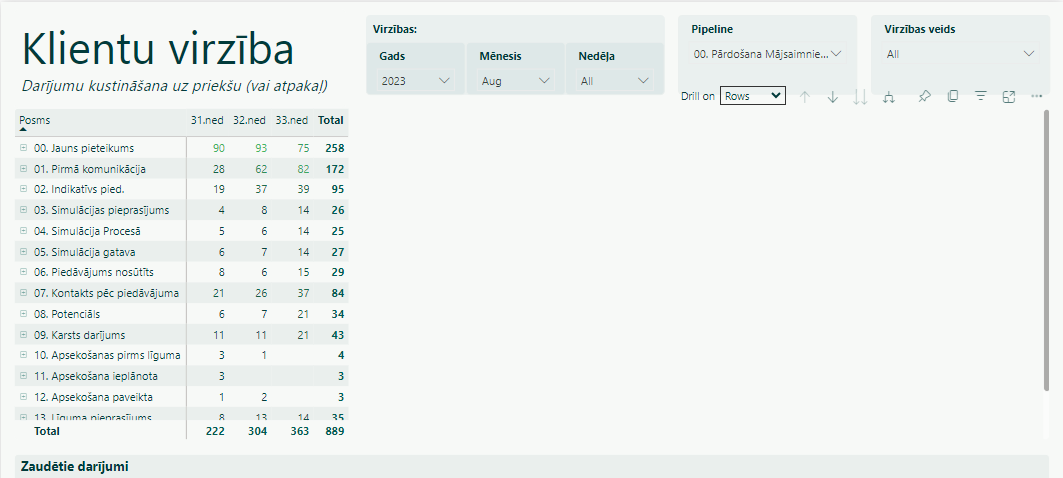 Klientu virzība
Darījumu kustināšana uz priekšu (vai atpakaļ)
Virzības:
Gads Mēnesis Nedēļa
2023 Aug All
Pipeline
00. Pārdošana Mājsaimnie...
Virzības veids
All
Drill on Rows
Posms 31.ned 32.ned 33.ned Total
00. Jauns pieteikums 90 93 75 258
01. Pirmā komunikācija 28 62 82 172
02. Indikatīvs pied. 19 37 39 95
03. Simulācijas pieprasījums 4 8 14 26
04. Simulācija Procesā 5 6 14 25
05. Simulācija gatava 6 7 14 27
06. Piedāvājums nosūtīts 8 6 15 29
07. Kontakts pēc piedāvājuma 21 26 37 84
08. Potenciāls 6 7 21 34
09. Karsts darījums 11 11 21 43
10. Apsekošanas pirms līguma 3 1 4
11. Apsekošana ieplānota 3 3
12. Apsekošana paveikta 1 2 3
13. Līguma pieprasījums 8 13 14 35
Total 222 304 363 889
Zaudētie darījumi